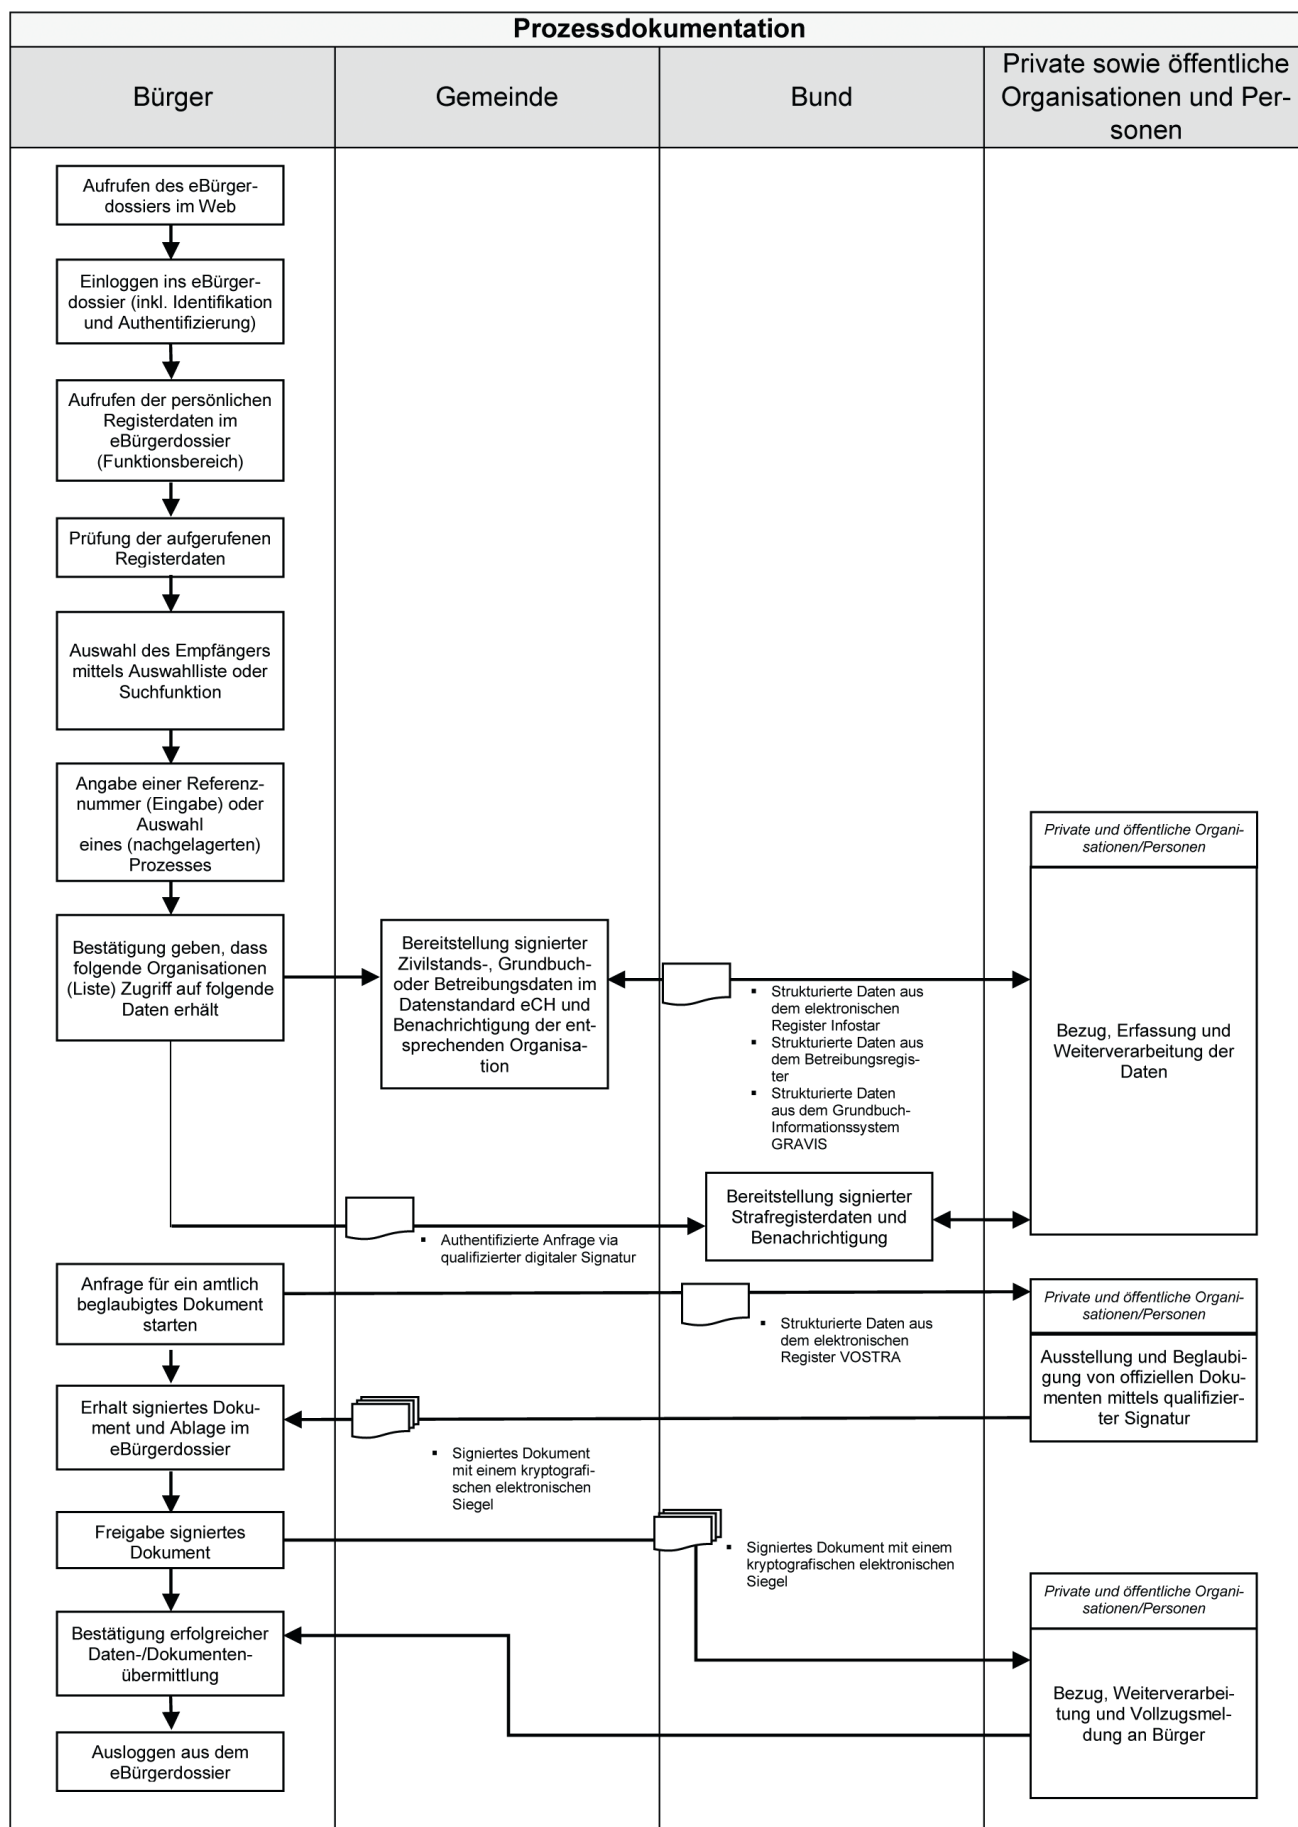 Prozessdokumentation
Bürger
Gemeinde
Bund
Private sowie öffentliche
Organisationen und Per-
sonen
Aufrufen des eBürger-
dossiers im Web
Einloggen ins eBürger-
dossier (inkl. Identifikation
und Authentifizierung)
Aufrufen der persönlichen
Registerdaten im
eBürgerdossier
(Funktionsbereich)
Prüfung der aufgerufenen
Registerdaten
Auswahl des Empfängers
mittels Auswahlliste oder
Suchfunktion
Angabe einer Referenz-
nummer (Eingabe) oder
Auswahl
eines (nachgelagerten)
Prozesses
Bestätigung geben, dass
folgende Organisationen
(Liste) Zugriff auf folgende
Daten erhält
Bereitstellung signierter
Zivilstands-, Grundbuch-
oder Betreibungsdaten im
Datenstandard eCH und
Benachrichtigung der ent-
sprechenden Organisa-
tion
▪ Strukturierte Daten aus
dem elektronischen
Register Infostar
▪ Strukturierte Daten aus
dem Betreibungsregis-
ter
▪ Strukturierte Daten
aus dem Grundbuch-
Informationssystem
GRAVIS
Private und öffentliche Organi-
sationen/Personen
Bezug, Erfassung und
Weiterverarbeitung der
Daten
▪ Authentifizierte Anfrage via
qualifizierter digitaler Signatur
Bereitstellung signierter
Strafregisterdaten und
Benachrichtigung
Anfrage für ein amtlich
beglaubigtes Dokument
starten
▪ Strukturierte Daten aus
dem elektronischen
Register VOSTRA
Private und öffentliche Organi-
sationen/Personen
Ausstellung und Beglaubi-
gung von offiziellen Doku-
menten mittels qualifizier-
ter Signatur
Erhalt signiertes Doku-
ment und Ablage im
eBürgerdossier
▪ Signiertes Dokument
mit einem kryptografi-
schen elektronischen
Siegel
Freigabe signiertes
Dokument
▪ Signiertes Dokument mit einem
kryptografischen elektronischen
Siegel
Private und öffentliche Organi-
sationen/Personen
Bezug, Weiterverarbei-
tung und Vollzugsmel-
dung an Bürger
Bestätigung erfolgreicher
Daten-/Dokumenten-
übermittlung
Ausloggen aus dem
eBürgerdossier